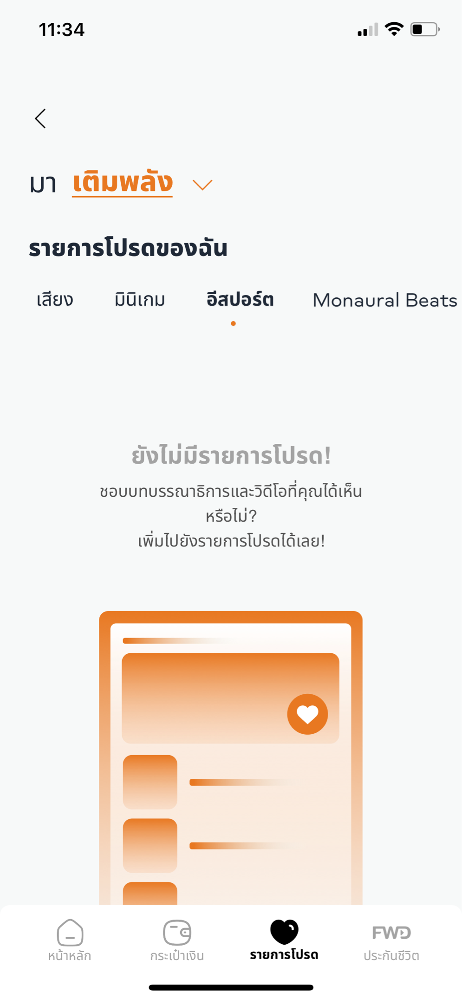 11:34
มา เติมพลัง
รายการโปรดของฉัน
เสียง มินิเกม อีสปอร์ต Monaural Beats
ยังไม่มีรายการโปรด!
ชอบบทบรรณาธิการและวิดีโอที่คุณได้เห็น
หรือไม่?
เพิ่มไปยังรายการโปรดได้เลย!
FWD
หน้าหลัก กระเป๋าเงิน รายการโปรด ประกันชีวิต